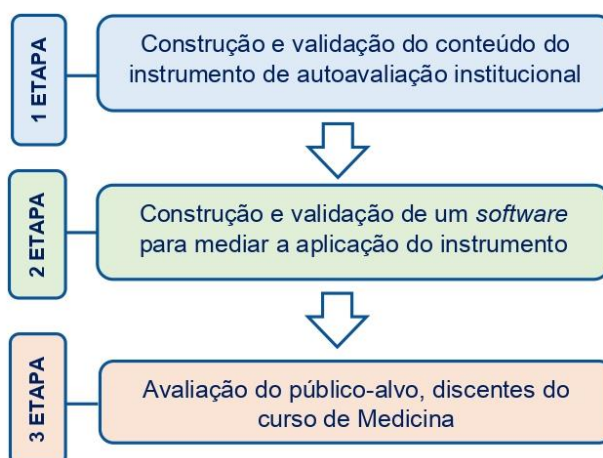 1 ETAPA
Construção e validação do conteúdo do
instrumento de autoavaliação institucional
2 ETAPA
Construção e validação de um software
para mediar a aplicação do instrumento
3 ETAPA
Avaliação do público-alvo, discentes do
curso de Medicina